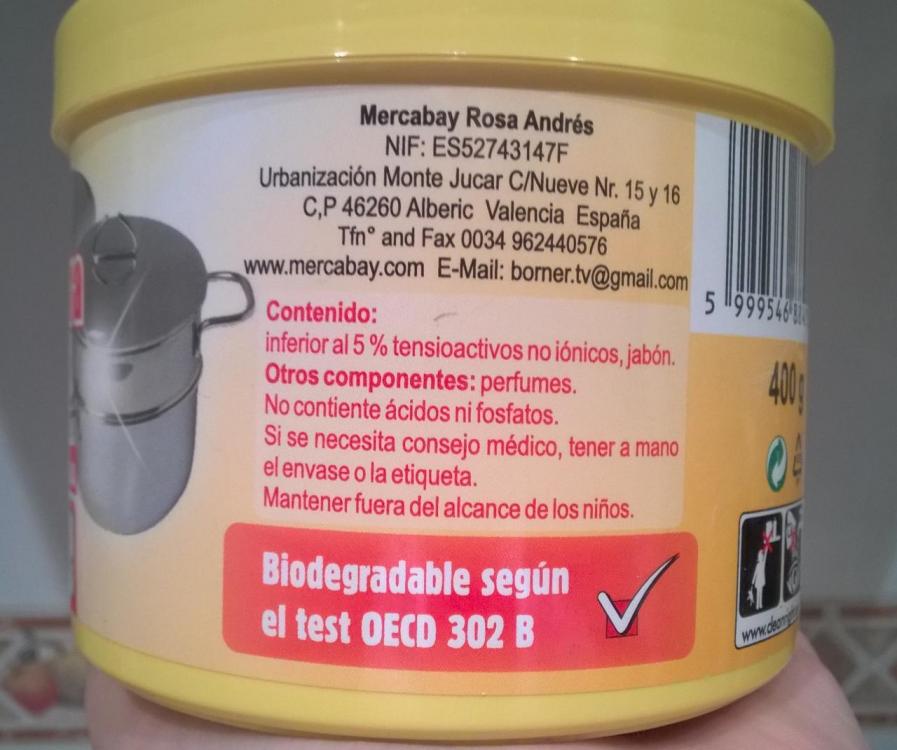 Mercabay Rosa Andrés
NIF: ES52743147F
Urbanización Monte Jucar C/Nueve Nr. 15 y 16
C,P 46260 Alberic Valencia España
Tfn° and Fax 0034 962440576
www.mercabay.com E-Mail: borner.tv@gmail.com
Contenido:
inferior al 5 % tensioactivos no iónicos, jabón.
Otros componentes: perfumes.
No contiente ácidos ni fosfatos.
Si se necesita consejo médico, tener a mano
el envase o la etiqueta.
Mantener fuera del alcance de los niños.
Biodegradable según
el test OECD 302 B
5 999546
400 g